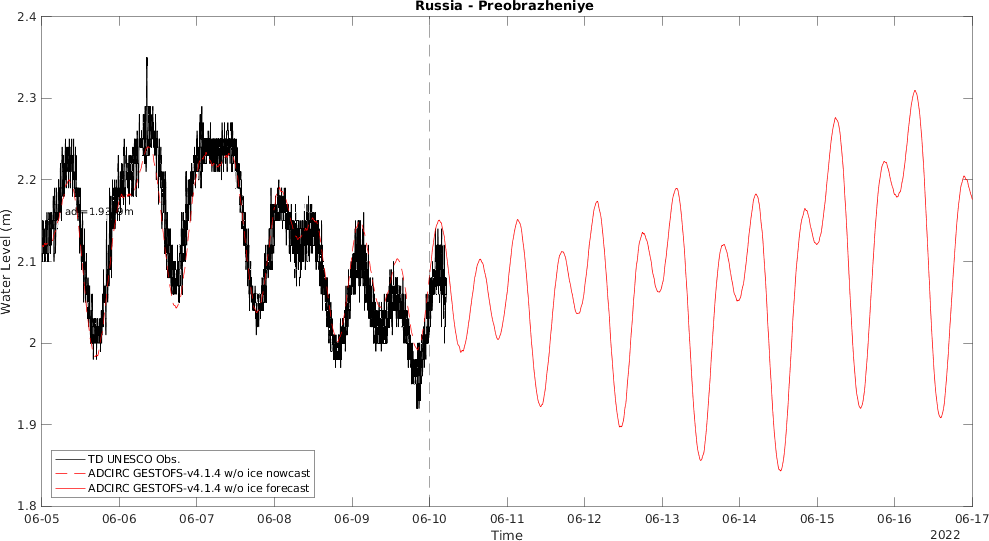 Russia - Preobrazheniye
2.4
2.3
2.2
2.1
2
1.9
1.8
Water Level (m)
TD UNESCO Obs.
ADCIRC GESTOFS-v4.1.4 w/o ice nowcast
ADCIRC GESTOFS-v4.1.4 w/o ice forecast
06-05 06-06 06-07 06-08 06-09 06-10 06-11 06-12 06-13 06-14 06-15 06-16 06-17
Time
2022